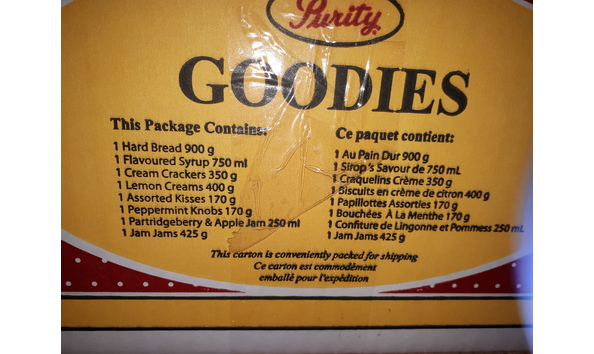 Purity
GOODIES
This Package Contains:
1 Hard Bread 900 g
1 Flavoured Syrup 750 ml
1 Cream Crackers 350 g
1 Lemon Creams 400 g
1 Assorted Kisses 170 g
1 Peppermint Knobs 170 g
1 Partridgeberry & Apple Jam 250 ml
1 Jam Jams 425 g
Ce paquet contient:
1 Au Pain Dur 900 g
1 Sirop's Savour de 750 mL
1 Craquelins Crème 350 g
1 Biscuits en crème de citron 400 g
1 Papillottes Assorties 170 g
1 Bouchées À La Menthe 170 g
1 Confiture de Lingonne et Pommess 250 mL
1 Jam Jams 425 g
This carton is conveniently packed for shipping
Ce carton est commodément
emballé pour l'expédition